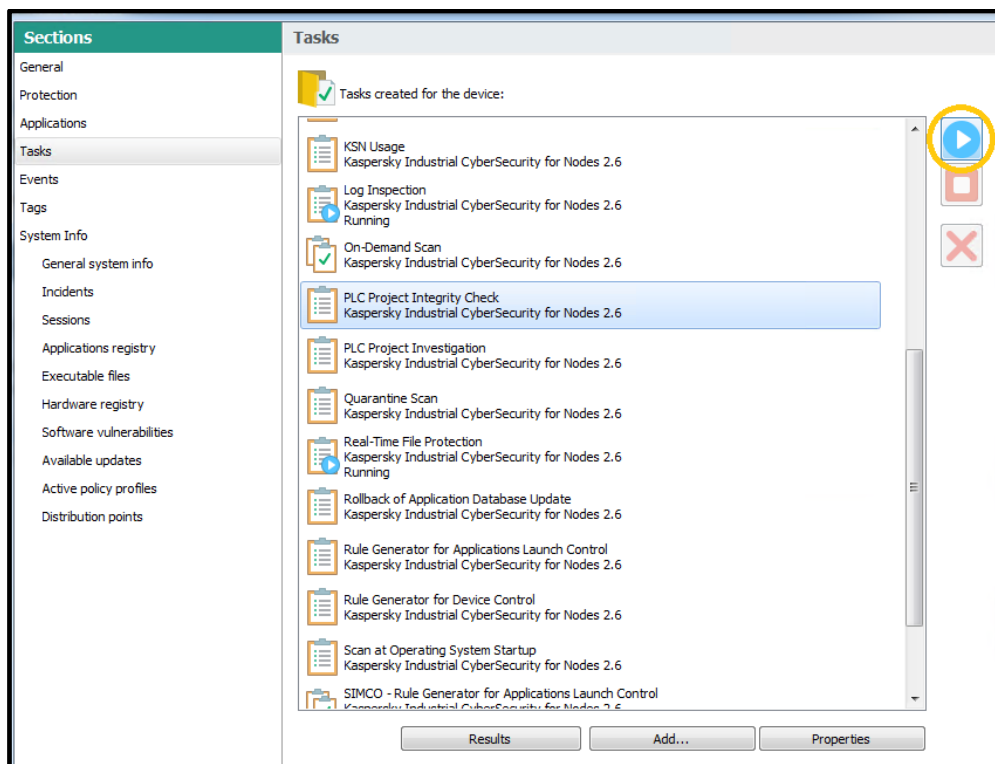 Sections
General
Protection
Applications
Tasks
Events
Tags
System Info
General system info
Incidents
Sessions
Applications registry
Executable files
Hardware registry
Software vulnerabilities
Available updates
Active policy profiles
Distribution points
Tasks
Tasks created for the device:
KSN Usage
Kaspersky Industrial CyberSecurity for Nodes 2.6
Log Inspection
Kaspersky Industrial CyberSecurity for Nodes 2.6
Running
On-Demand Scan
Kaspersky Industrial CyberSecurity for Nodes 2.6
PLC Project Integrity Check
Kaspersky Industrial CyberSecurity for Nodes 2.6
PLC Project Investigation
Kaspersky Industrial CyberSecurity for Nodes 2.6
Quarantine Scan
Kaspersky Industrial CyberSecurity for Nodes 2.6
Real-Time File Protection
Kaspersky Industrial CyberSecurity for Nodes 2.6
Running
Rollback of Application Database Update
Kaspersky Industrial CyberSecurity for Nodes 2.6
Rule Generator for Applications Launch Control
Kaspersky Industrial CyberSecurity for Nodes 2.6
Rule Generator for Device Control
Kaspersky Industrial CyberSecurity for Nodes 2.6
Scan at Operating System Startup
Kaspersky Industrial CyberSecurity for Nodes 2.6
SIMCO - Rule Generator for Applications Launch Control
Kaspersky Industrial CyberSecurity for Nodes 2.6
Results
Add...
Properties